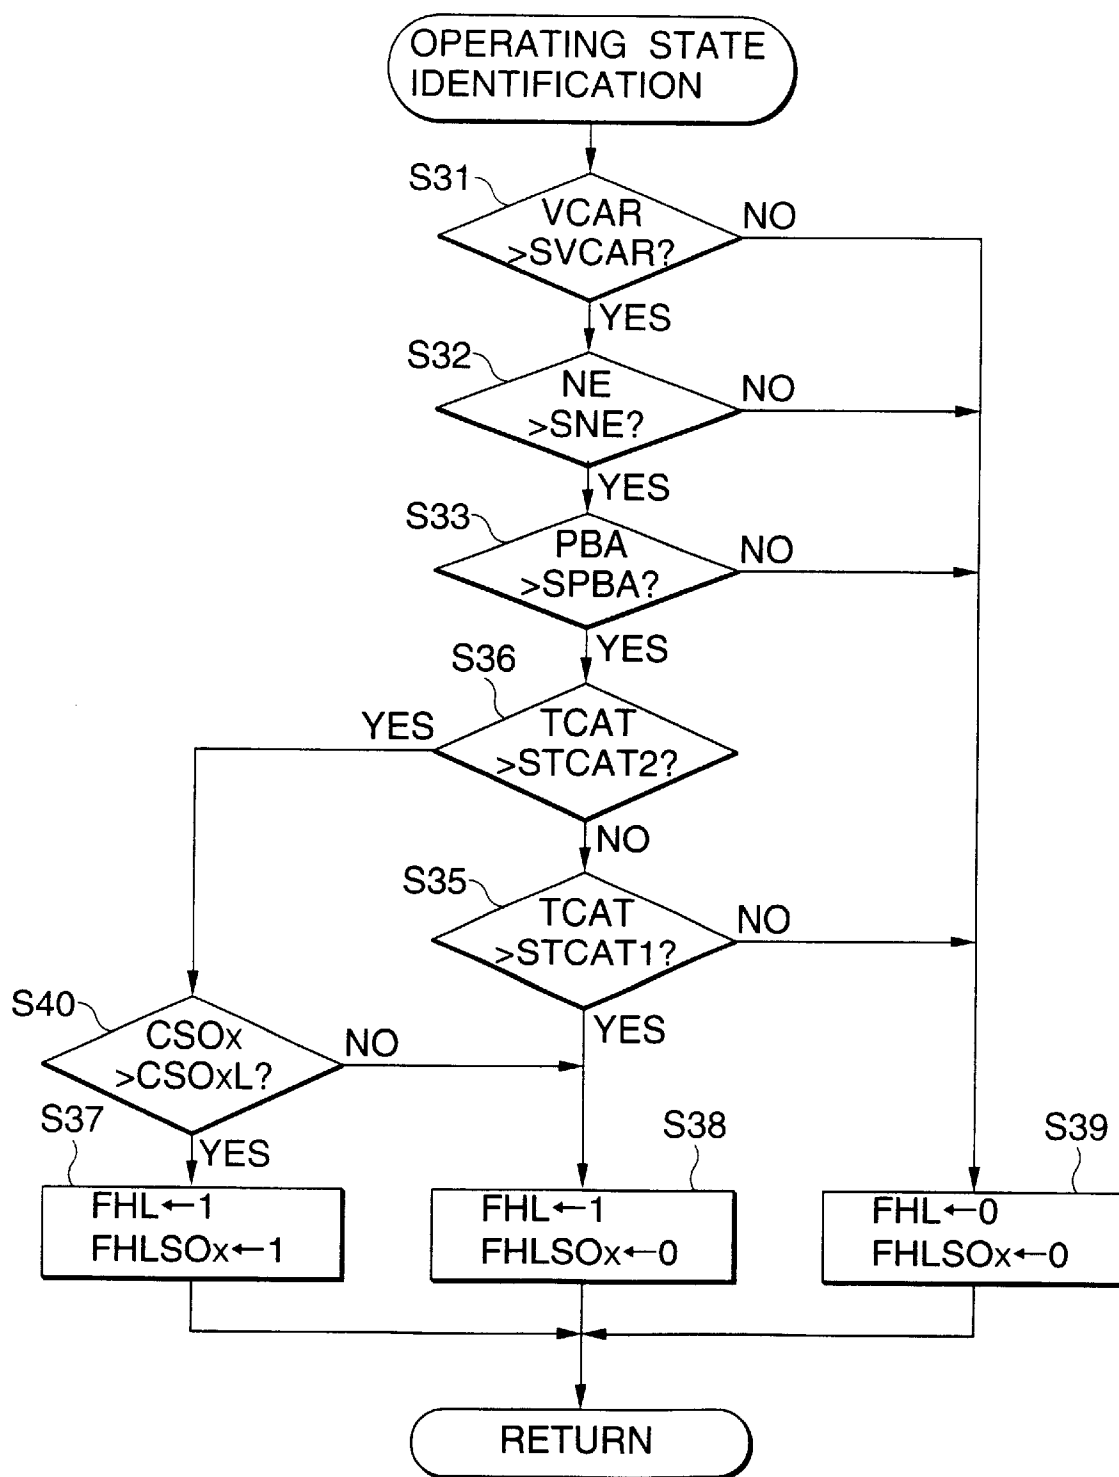 OPERATING STATE
IDENTIFICATION
S31
VCAR
>SVCAR?
NO
YES
S32
NE
>SNE?
NO
YES
S33
PBA
>SPBA?
NO
YES
S36
TCAT
>STCAT2?
YES
NO
S35
TCAT
>STCAT1?
NO
YES
S40
CSOx
>CSOxL?
NO
YES
S37
FHL←1
FHLSOx←1
S38
FHL←1
FHLSOx←0
S39
FHL←0
FHLSOx←0
RETURN